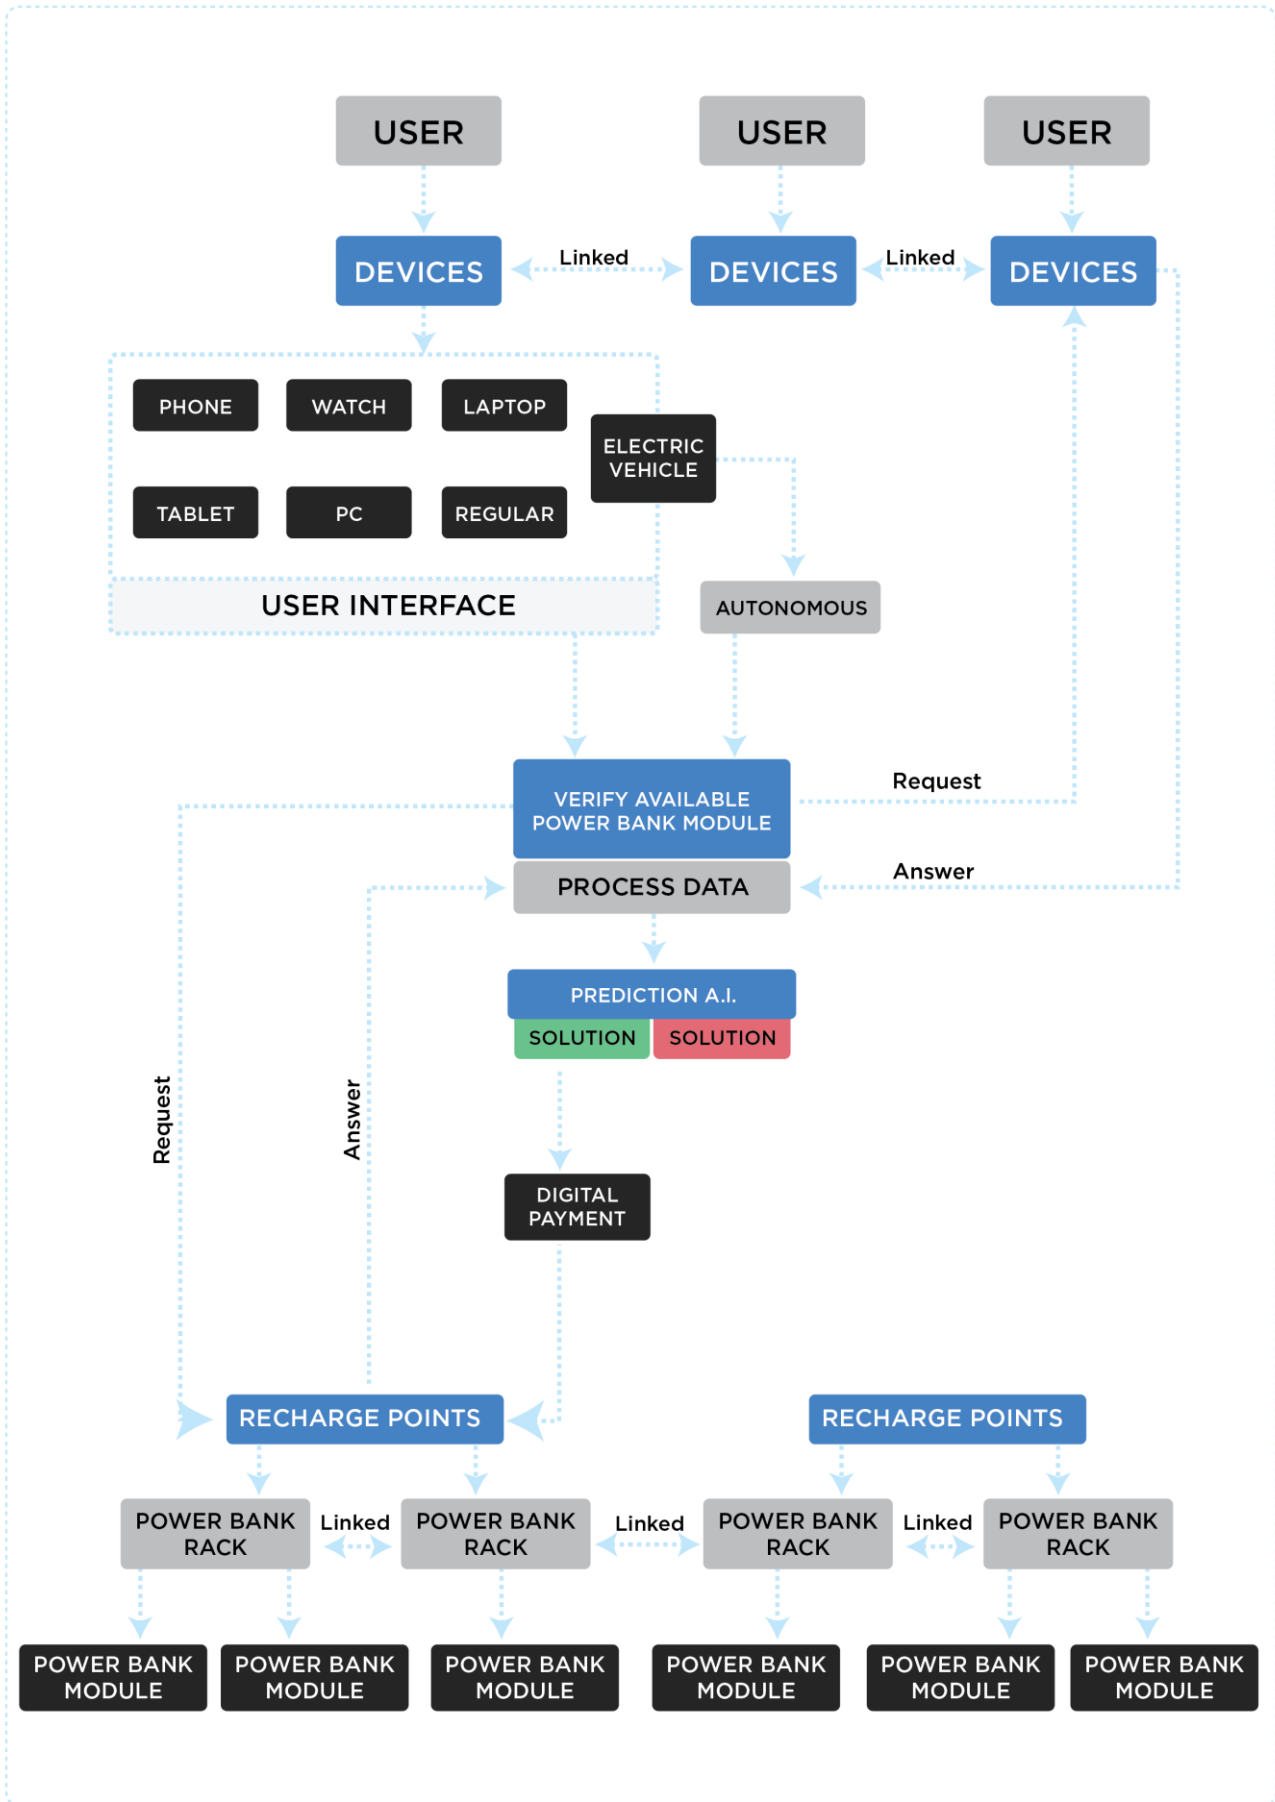 USER
USER
USER
DEVICES
Linked
DEVICES
Linked
DEVICES
PHONE
WATCH
LAPTOP
ELECTRIC
VEHICLE
TABLET
PC
REGULAR
USER INTERFACE
AUTONOMOUS
VERIFY AVAILABLE
POWER BANK MODULE
Request
PROCESS DATA
Answer
PREDICTION A.I.
SOLUTION
SOLUTION
Request
Answer
DIGITAL
PAYMENT
RECHARGE POINTS
RECHARGE POINTS
POWER BANK
RACK
Linked
POWER BANK
RACK
Linked
POWER BANK
RACK
Linked
POWER BANK
RACK
POWER BANK
MODULE
POWER BANK
MODULE
POWER BANK
MODULE
POWER BANK
MODULE
POWER BANK
MODULE
POWER BANK
MODULE